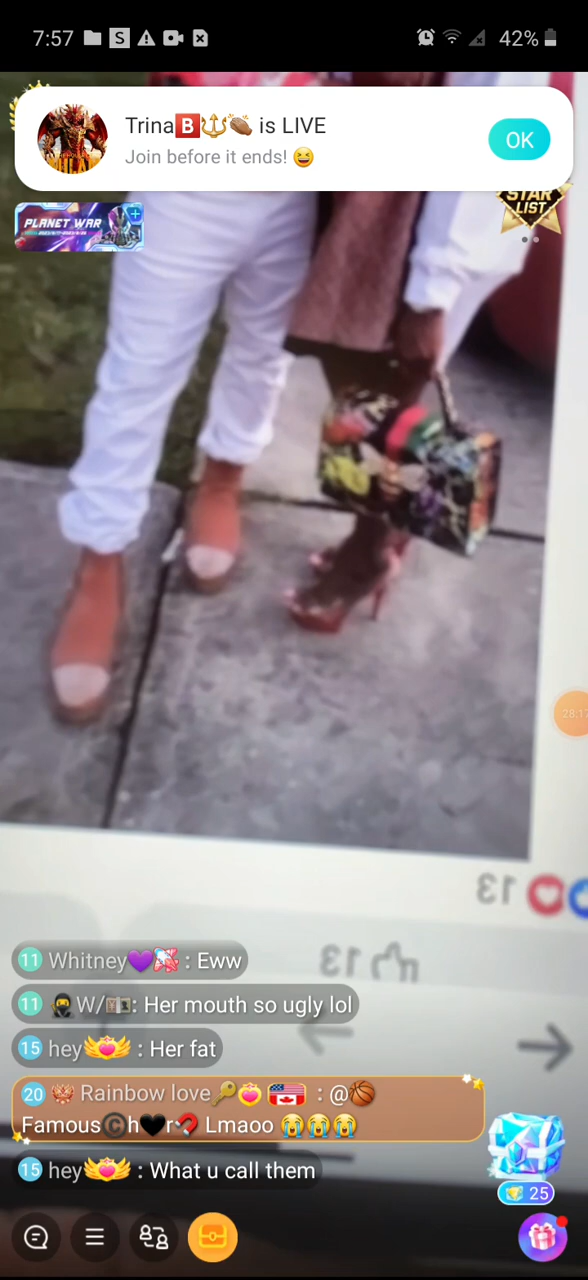 7:57
S
42%
Trina🅱️🔱👏🏾 is LIVE
Join before it ends! 😆
OK
STAR
LIST
PLANET WAR
28:17
13
13
11 Whitney💜💘 : Eww
11 🥷🏿W/: Her mouth so ugly lol
15 hey : Her fat
20 Rainbow love🔑 : @🏀
Famous©️h🖤r🧲 Lmaoo 😭😭😭
15 hey : What u call them
25